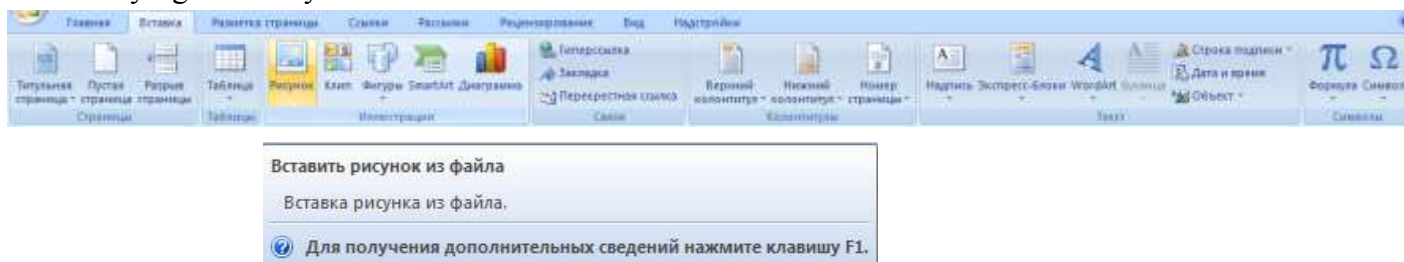 Главная Вставка Разметка страницы Ссылки Рассылки Рецензирование Вид Надстройки
Титульная страница Пустая страница Разрыв страницы Таблица Рисунок Клип Фигуры SmartArt Диаграмма Гиперссылка Закладка Перекрестная ссылка Верхний колонтитул Нижний колонтитул Номер страницы Надпись Экспресс-блоки WordArt Буквица Строка подписи Дата и время Объект Формула Символ
Страницы Таблицы Иллюстрации Связи Колонтитулы Текст Символы
Вставить рисунок из файла
Вставка рисунка из файла.
Для получения дополнительных сведений нажмите клавишу F1.